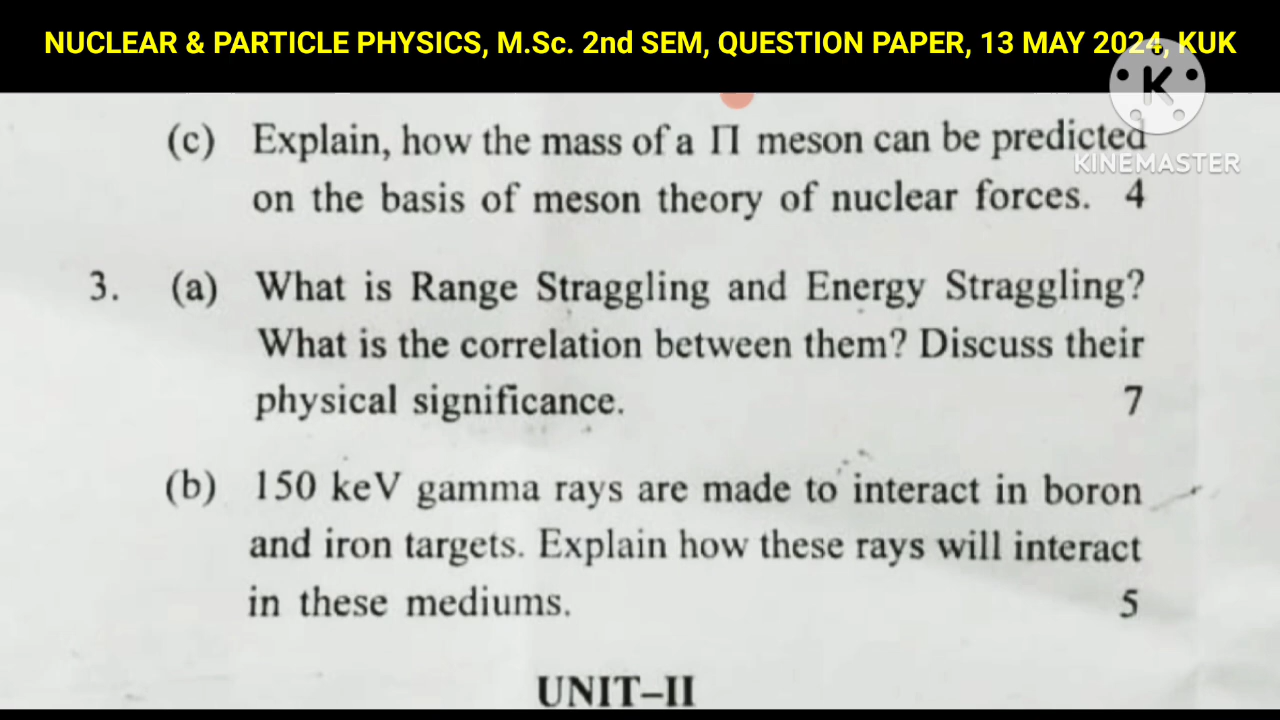 NUCLEAR & PARTICLE PHYSICS, M.Sc. 2nd SEM, QUESTION PAPER, 13 MAY 2024, KUK
K
KINEMASTER
(c) Explain, how the mass of a Π meson can be predicted
on the basis of meson theory of nuclear forces. 4
3. (a) What is Range Straggling and Energy Straggling?
What is the correlation between them? Discuss their
physical significance. 7
(b) 150 keV gamma rays are made to interact in boron
and iron targets. Explain how these rays will interact
in these mediums. 5
UNIT–II